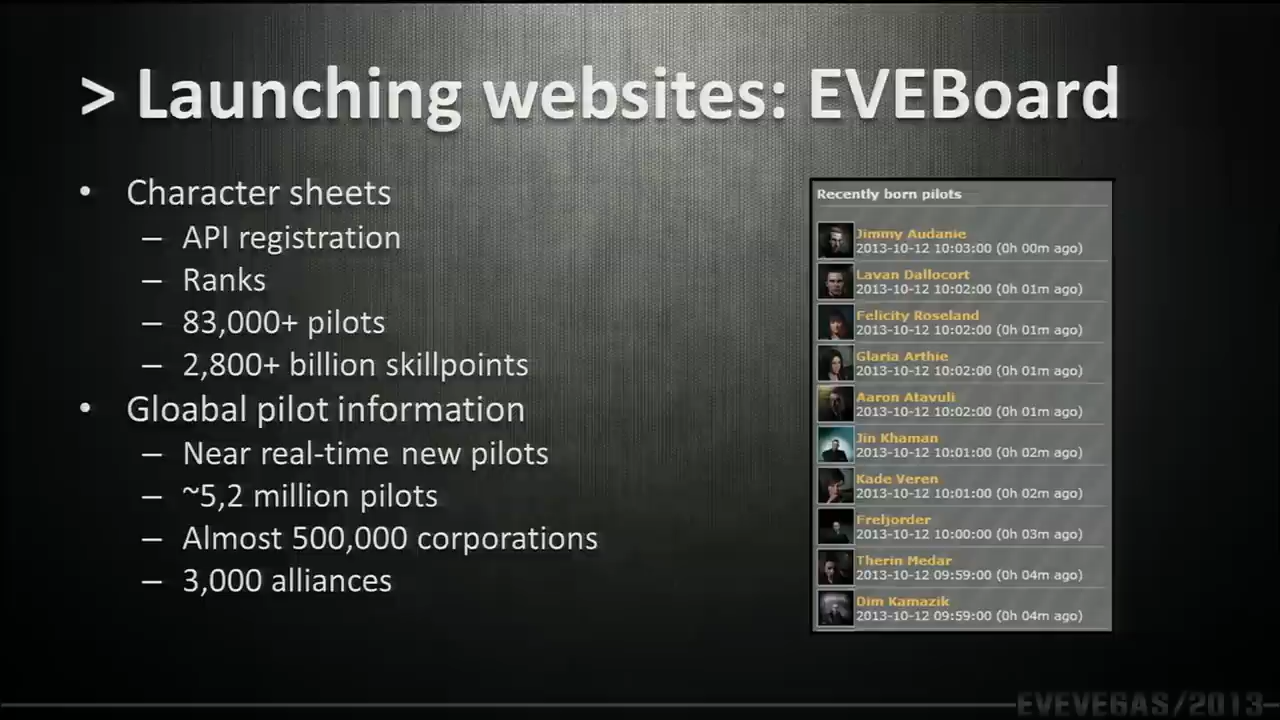 > Launching websites: EVEBoard
• Character sheets
– API registration
– Ranks
– 83,000+ pilots
– 2,800+ billion skillpoints
• Gloabal pilot information
– Near real-time new pilots
– ~5,2 million pilots
– Almost 500,000 corporations
– 3,000 alliances
Recently born pilots
Jimmy Audanie
2013-10-12 10:03:00 (0h 00m ago)
Lavan Dallocort
2013-10-12 10:02:00 (0h 01m ago)
Felicity Roseland
2013-10-12 10:02:00 (0h 01m ago)
Glaria Arthie
2013-10-12 10:02:00 (0h 01m ago)
Aaron Atavuli
2013-10-12 10:02:00 (0h 01m ago)
Jin Khaman
2013-10-12 10:01:00 (0h 02m ago)
Kade Veren
2013-10-12 10:01:00 (0h 02m ago)
Freljorder
2013-10-12 10:00:00 (0h 03m ago)
Therin Medar
2013-10-12 09:59:00 (0h 04m ago)
Dim Kamazik
2013-10-12 09:59:00 (0h 04m ago)
EVEVEGAS/2013